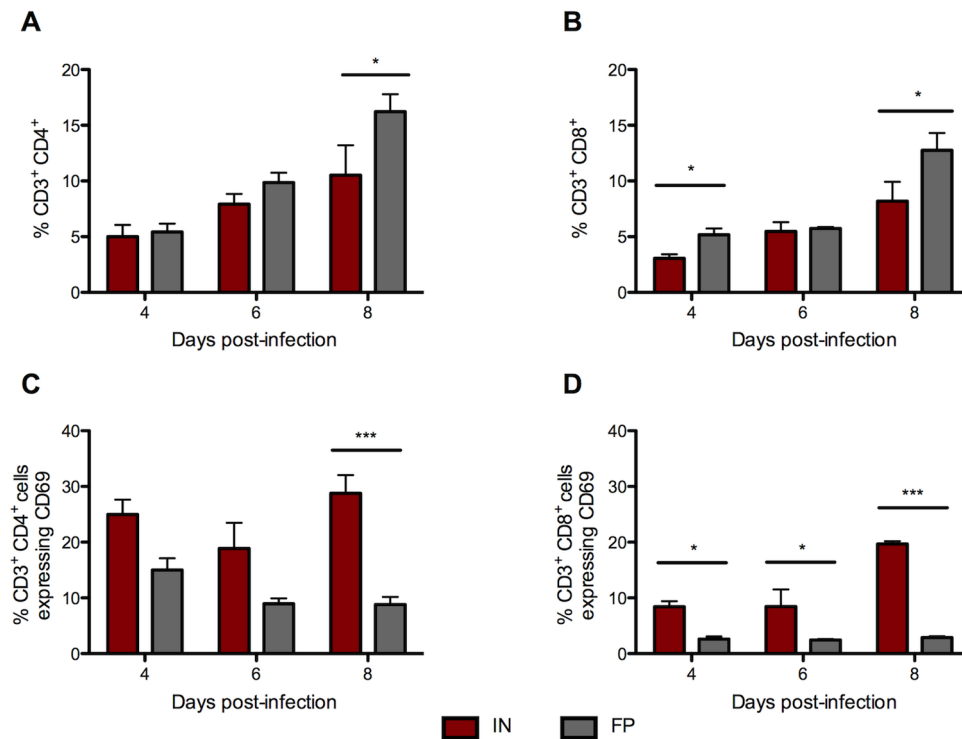 A
% CD3+ CD4+
20
15
10
5
0
*
4 6 8
Days post-infection
B
% CD3+ CD8+
20
15
10
5
0
*
*
4 6 8
Days post-infection
C
% CD3+ CD4+ cells
expressing CD69
40
30
20
10
0
***
4 6 8
Days post-infection
D
% CD3+ CD8+ cells
expressing CD69
40
30
20
10
0
*
*
***
4 6 8
Days post-infection
IN
FP